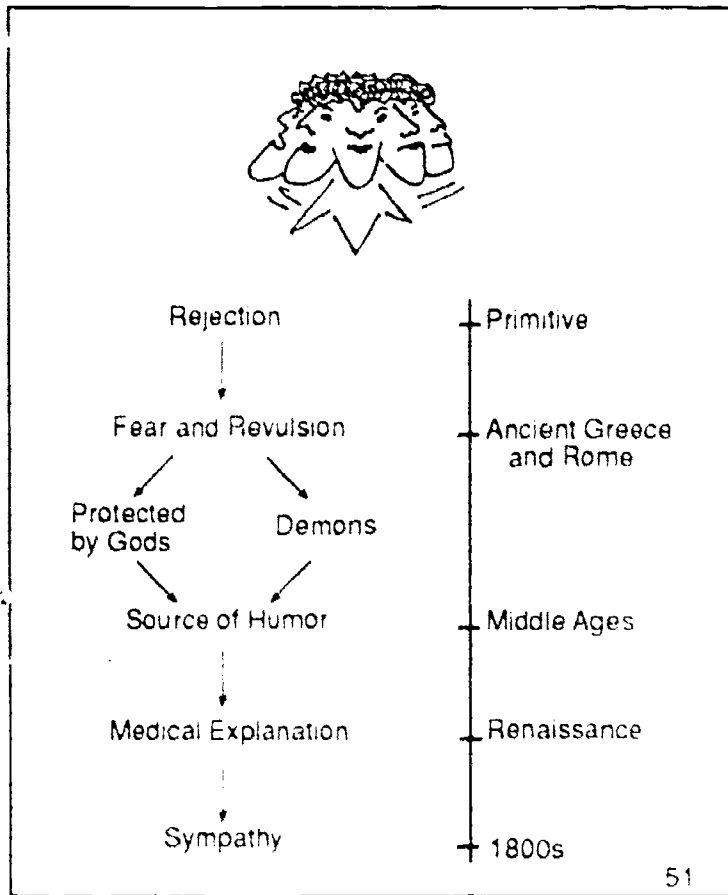 Rejection
Primitive
Fear and Revulsion
Ancient Greece
and Rome
Protected
by Gods
Demons
Source of Humor
Middle Ages
Medical Explanation
Renaissance
Sympathy
1800s
51